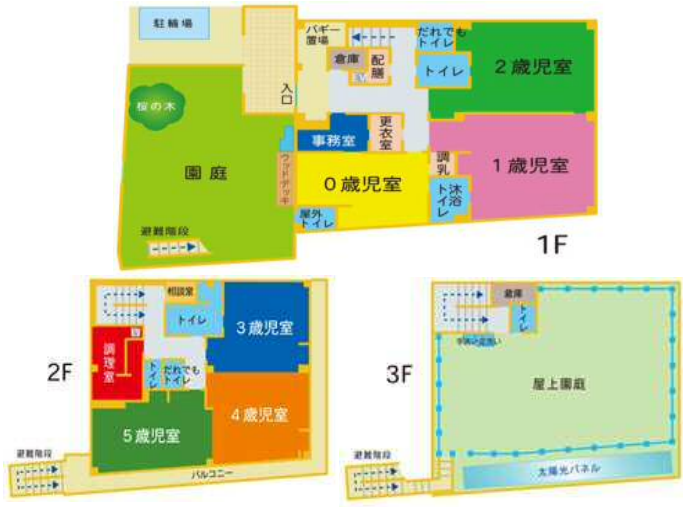 駐輪場
バギー
置場
だれでも
トイレ
倉庫
配膳
EV
トイレ
2歳児室
桜の木
入口
事務室
更衣室
園庭
ウッドデッキ
0歳児室
調乳
沐浴
トイレ
1歳児室
屋外
トイレ
避難階段
1F
相談室
トイレ
3歳児室
調理室
2F
トイレ
だれでも
トイレ
4歳児室
5歳児室
避難階段
バルコニー
倉庫
トイレ
3F
屋上園庭
避難階段
太陽光パネル